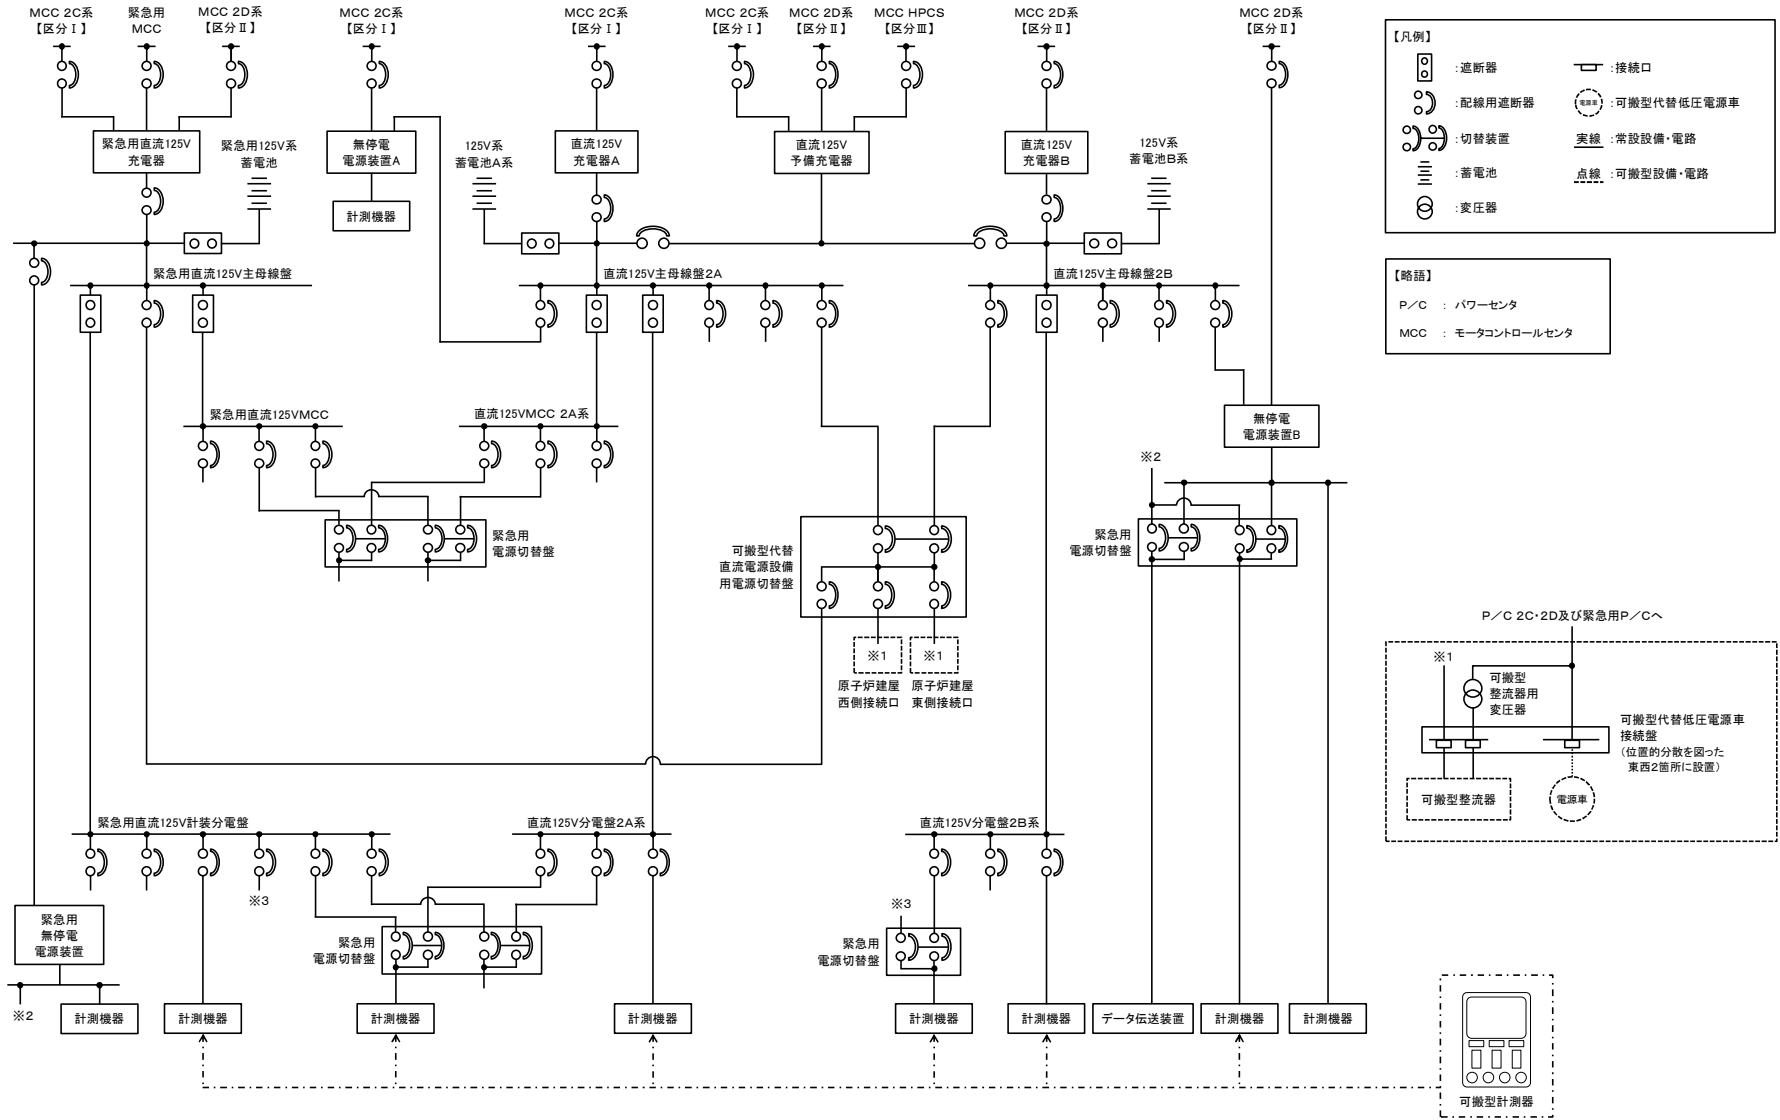 MCC 2C系
【区分Ⅰ】
緊急用
MCC
MCC 2D系
【区分Ⅱ】
MCC 2C系
【区分Ⅰ】
MCC 2C系
【区分Ⅰ】
MCC 2C系
【区分Ⅰ】
MCC 2D系
【区分Ⅱ】
MCC HPCS
【区分Ⅲ】
MCC 2D系
【区分Ⅱ】
MCC 2D系
【区分Ⅱ】
【凡例】
:遮断器
:接続口
:配線用遮断器
電源車
:可搬型代替低圧電源車
:切替装置
実線 :常設設備・電路
:蓄電池
点線 :可搬型設備・電路
:変圧器
緊急用直流125V
充電器
緊急用125V系
蓄電池
無停電
電源装置A
計測機器
125V系
蓄電池A系
直流125V
充電器A
直流125V
予備充電器
直流125V
充電器B
125V系
蓄電池B系
【略語】
P/C : パワーセンタ
MCC : モータコントロールセンタ
緊急用直流125V主母線盤
直流125V主母線盤2A
直流125V主母線盤2B
緊急用直流125VMCC
直流125VMCC 2A系
無停電
電源装置B
※2
緊急用
電源切替盤
可搬型代替
直流電源設備
用電源切替盤
緊急用
電源切替盤
※1
※1
原子炉建屋
西側接続口
原子炉建屋
東側接続口
P/C 2C・2D及び緊急用P/Cへ
※1
可搬型
整流器用
変圧器
可搬型代替低圧電源車
接続盤
(位置的分散を図った
東西2箇所に設置)
可搬型整流器
電源車
緊急用直流125V計装分電盤
直流125V分電盤2A系
直流125V分電盤2B系
※3
※3
緊急用
無停電
電源装置
緊急用
電源切替盤
緊急用
電源切替盤
※2
計測機器
計測機器
計測機器
計測機器
計測機器
計測機器
データ伝送装置
計測機器
計測機器
可搬型計測器